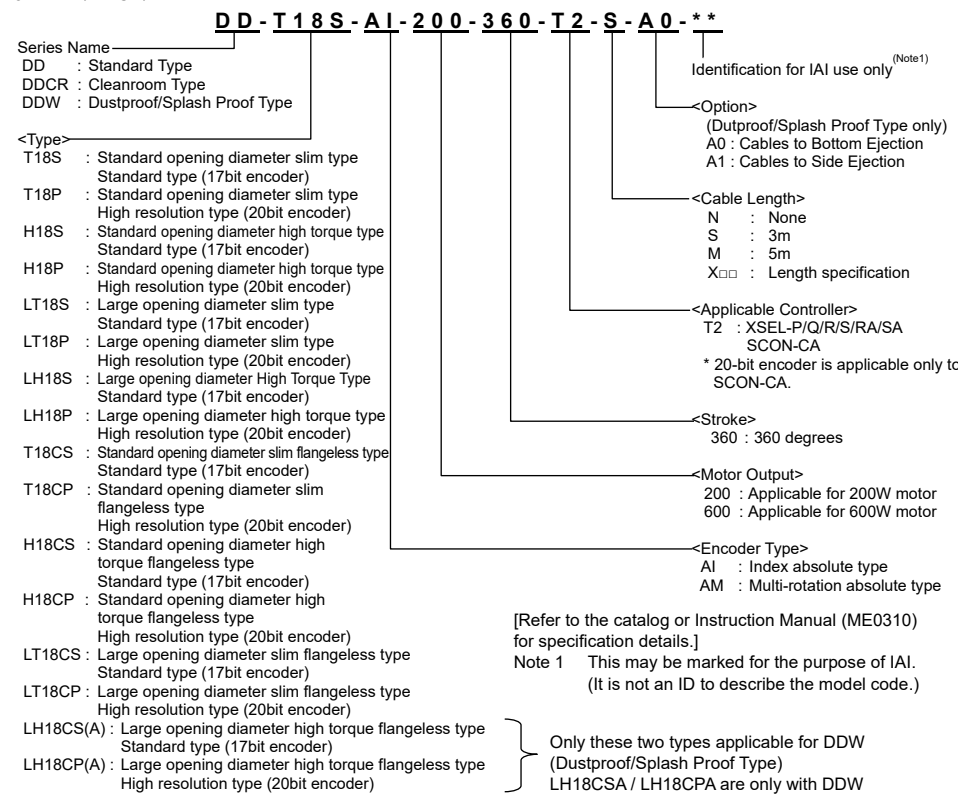 DD-T18S-AI-200-360-T2-S-A0-**
Series Name
DD : Standard Type
DDCR : Cleanroom Type
DDW : Dustproof/Splash Proof Type
<Type>
T18S : Standard opening diameter slim type
Standard type (17bit encoder)
T18P : Standard opening diameter slim type
High resolution type (20bit encoder)
H18S : Standard opening diameter high torque type
Standard type (17bit encoder)
H18P : Standard opening diameter high torque type
High resolution type (20bit encoder)
LT18S : Large opening diameter slim type
Standard type (17bit encoder)
LT18P : Large opening diameter slim type
High resolution type (20bit encoder)
LH18S : Large opening diameter High Torque Type
Standard type (17bit encoder)
LH18P : Large opening diameter high torque type
High resolution type (20bit encoder)
T18CS : Standard opening diameter slim flangeless type
Standard type (17bit encoder)
T18CP : Standard opening diameter slim
flangeless type
High resolution type (20bit encoder)
H18CS : Standard opening diameter high
torque flangeless type
Standard type (17bit encoder)
H18CP : Standard opening diameter high
torque flangeless type
High resolution type (20bit encoder)
LT18CS : Large opening diameter slim flangeless type
Standard type (17bit encoder)
LT18CP : Large opening diameter slim flangeless type
High resolution type (20bit encoder)
LH18CS(A) : Large opening diameter high torque flangeless type
Standard type (17bit encoder)
LH18CP(A) : Large opening diameter high torque flangeless type
High resolution type (20bit encoder)
Identification for IAI use only (Note1)
<Option>
(Dutproof/Splash Proof Type only)
A0 : Cables to Bottom Ejection
A1 : Cables to Side Ejection
<Cable Length>
N : None
S : 3m
M : 5m
X□□ : Length specification
<Applicable Controller>
T2 : XSEL-P/Q/R/S/RA/SA
SCON-CA
* 20-bit encoder is applicable only to
SCON-CA.
<Stroke>
360 : 360 degrees
<Motor Output>
200 : Applicable for 200W motor
600 : Applicable for 600W motor
<Encoder Type>
AI : Index absolute type
AM : Multi-rotation absolute type
[Refer to the catalog or Instruction Manual (ME0310)
for specification details.]
Note 1 This may be marked for the purpose of IAI.
(It is not an ID to describe the model code.)
Only these two types applicable for DDW
(Dustproof/Splash Proof Type)
LH18CSA / LH18CPA are only with DDW